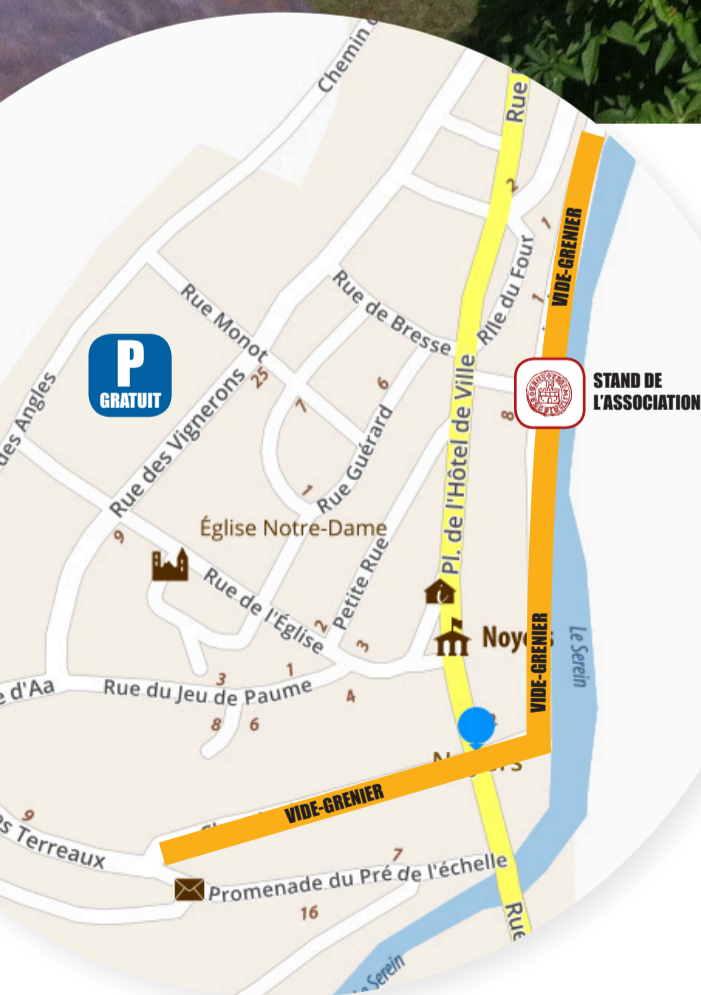 Chemin
Rue
2
1
VIDE-GRENIER
Rlle du Four
1
Rue Monot
Rue de Bresse
P
GRATUIT
25
6
7
STAND DE
L'ASSOCIATION
8
des Angles
Rue des Vignerons
Rue Guérard
Pl. de l'Hôtel de Ville
1
9
Église Notre-Dame
Petite Rue
Rue de l'Église
2
3
VIDE-GRENIER
Le Serein
d'Aa
Rue du Jeu de Paume
3
1
4
8
6
VIDE-GRENIER
9
Terreaux
7
Promenade du Pré de l'échelle
16
Rue
Serein